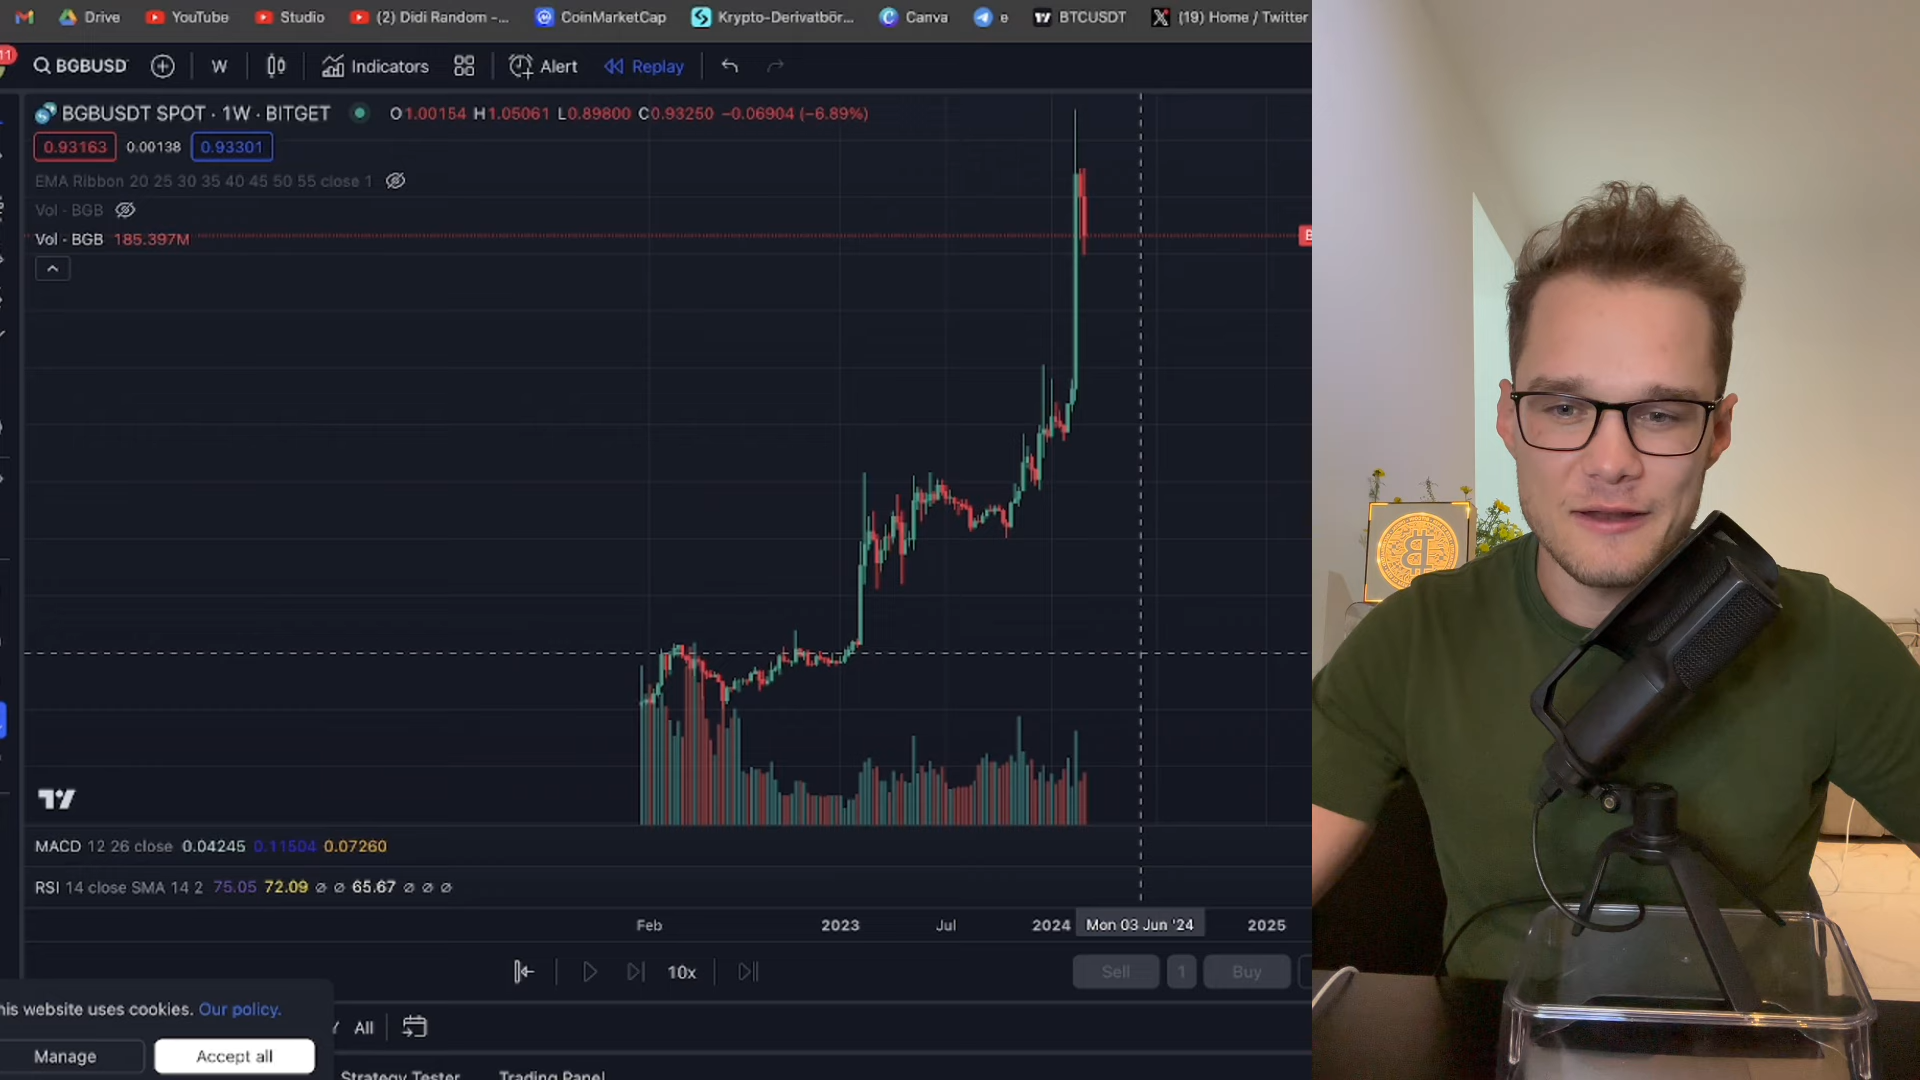 Drive YouTube Studio (2) Didi Random -... CoinMarketCap Krypto-Derivatbör... Canva e BTCUSDT (19) Home / Twitter
11
BGBUSD W Indicators Alert Replay
BGBUSDT SPOT · 1W · BITGET O1.00154 H1.05061 L0.89800 C0.93250 −0.06904 (−6.89%)
0.93163 0.00138 0.93301
EMA Ribbon 20 25 30 35 40 45 50 55 close 1
Vol · BGB
Vol · BGB 185.397M
MACD 12 26 close 0.04245 0.11504 0.07260
RSI 14 close SMA 14 2 75.05 72.09 ∅ ∅ 65.67 ∅ ∅ ∅
Feb 2023 Jul 2024 Mon 03 Jun '24 2025
10x Sell 1 Buy
his website uses cookies. Our policy.
All
Manage Accept all
Strategy Tester Trading Panel